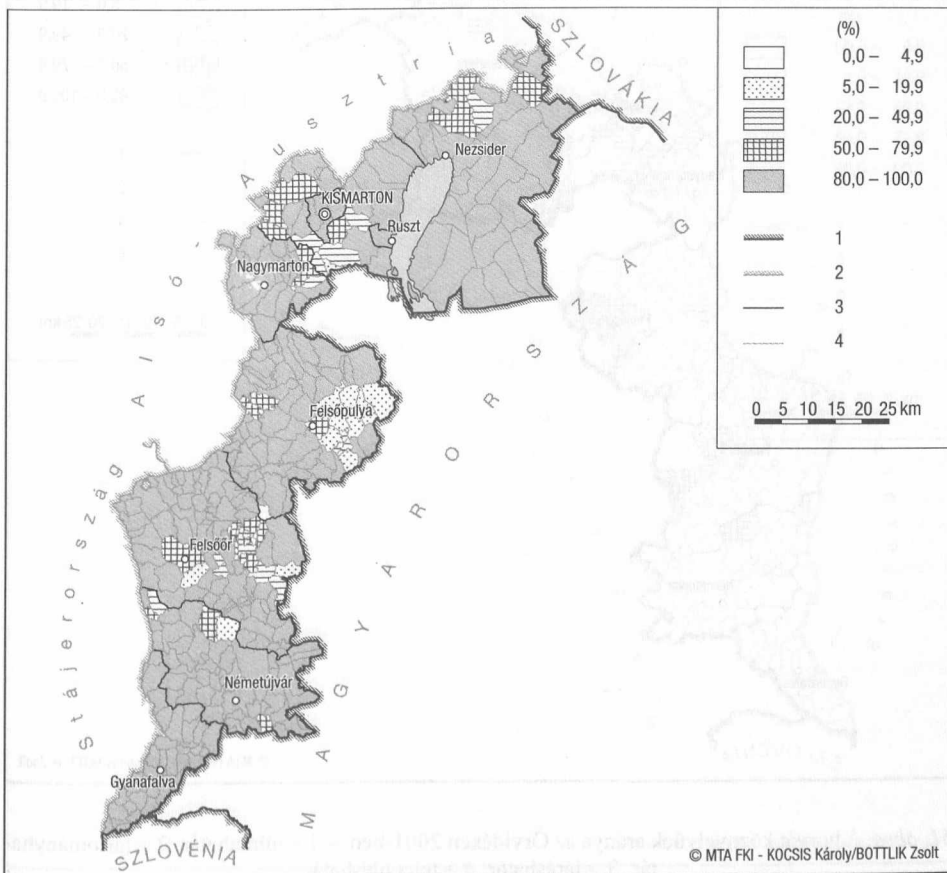 (%)
0,0 – 4,9
5,0 – 19,9
20,0 – 49,9
50,0 – 79,9
80,0 – 100,0
1
2
3
4
0 5 10 15 20 25 km
SZLOVÁKIA
Alsó-Ausztria
Nezsider
KISMARTON
Ruszt
Nagymarton
MAGYARORSZÁG
Felsőpulya
Stájerország
Felsőőr
Németújvár
Gyanafalva
SZLOVÉNIA
© MTA FKI - KOCSIS Károly/BOTTLIK Zsolt